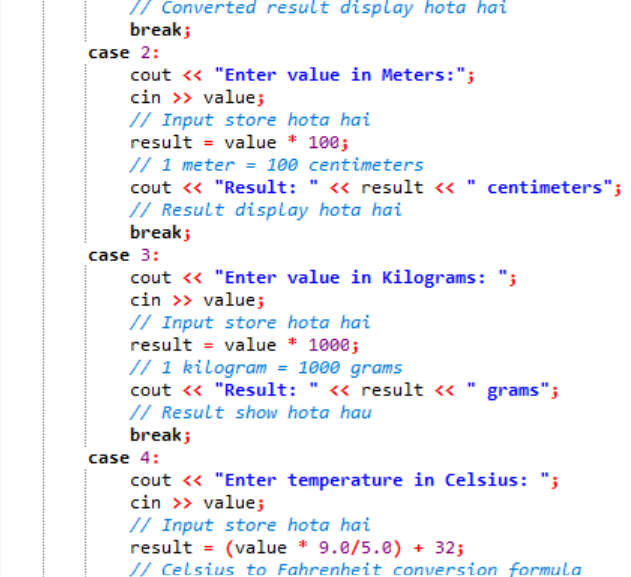 // Converted result display hota hai
break;
case 2:
cout << "Enter value in Meters:";
cin >> value;
// Input store hota hai
result = value * 100;
// 1 meter = 100 centimeters
cout << "Result: " << result << " centimeters";
// Result display hota hai
break;
case 3:
cout << "Enter value in Kilograms: ";
cin >> value;
// Input store hota hai
result = value * 1000;
// 1 kilogram = 1000 grams
cout << "Result: " << result << " grams";
// Result show hota hau
break;
case 4:
cout << "Enter temperature in Celsius: ";
cin >> value;
// Input store hota hai
result = (value * 9.0/5.0) + 32;
// Celsius to Fahrenheit conversion formula